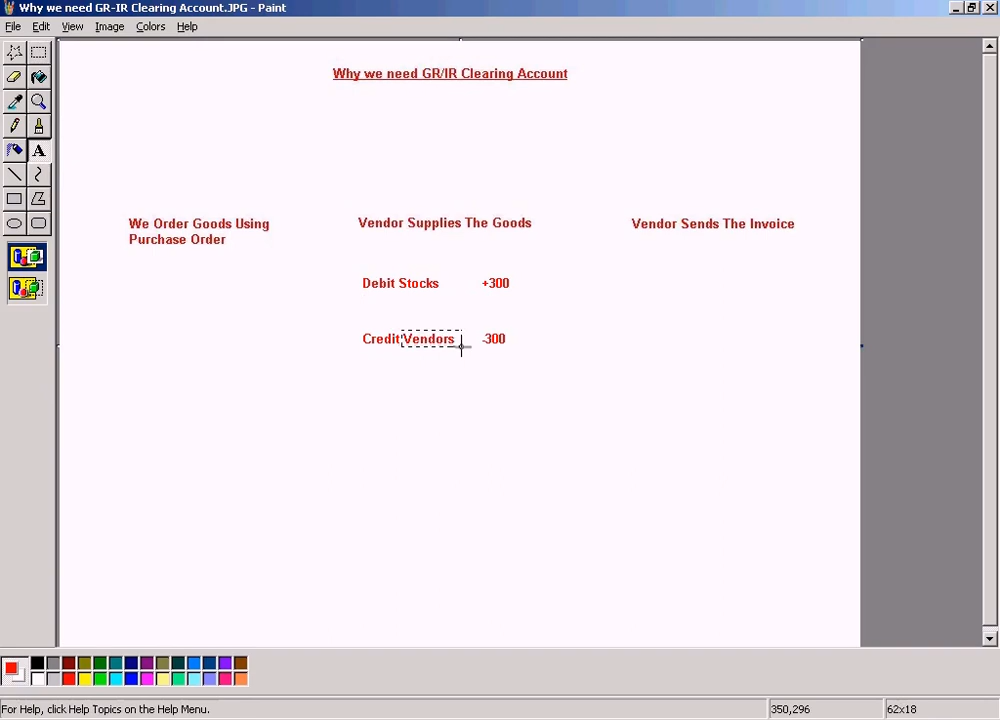 Why we need GR-IR Clearing Account.JPG - Paint
File Edit View Image Colors Help
Why we need GR/IR Clearing Account
We Order Goods Using
Purchase Order
Vendor Supplies The Goods
Vendor Sends The Invoice
Debit Stocks +300
Credit Vendors -300
For Help, click Help Topics on the Help Menu.
350,296
62x18